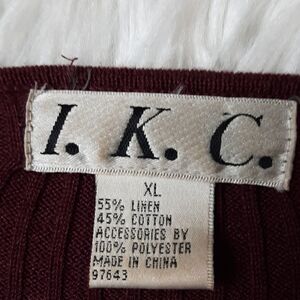 I. K. C.
XL
55% LINEN
45% COTTON
ACCESSORIES BY
100% POLYESTER
MADE IN CHINA
97643